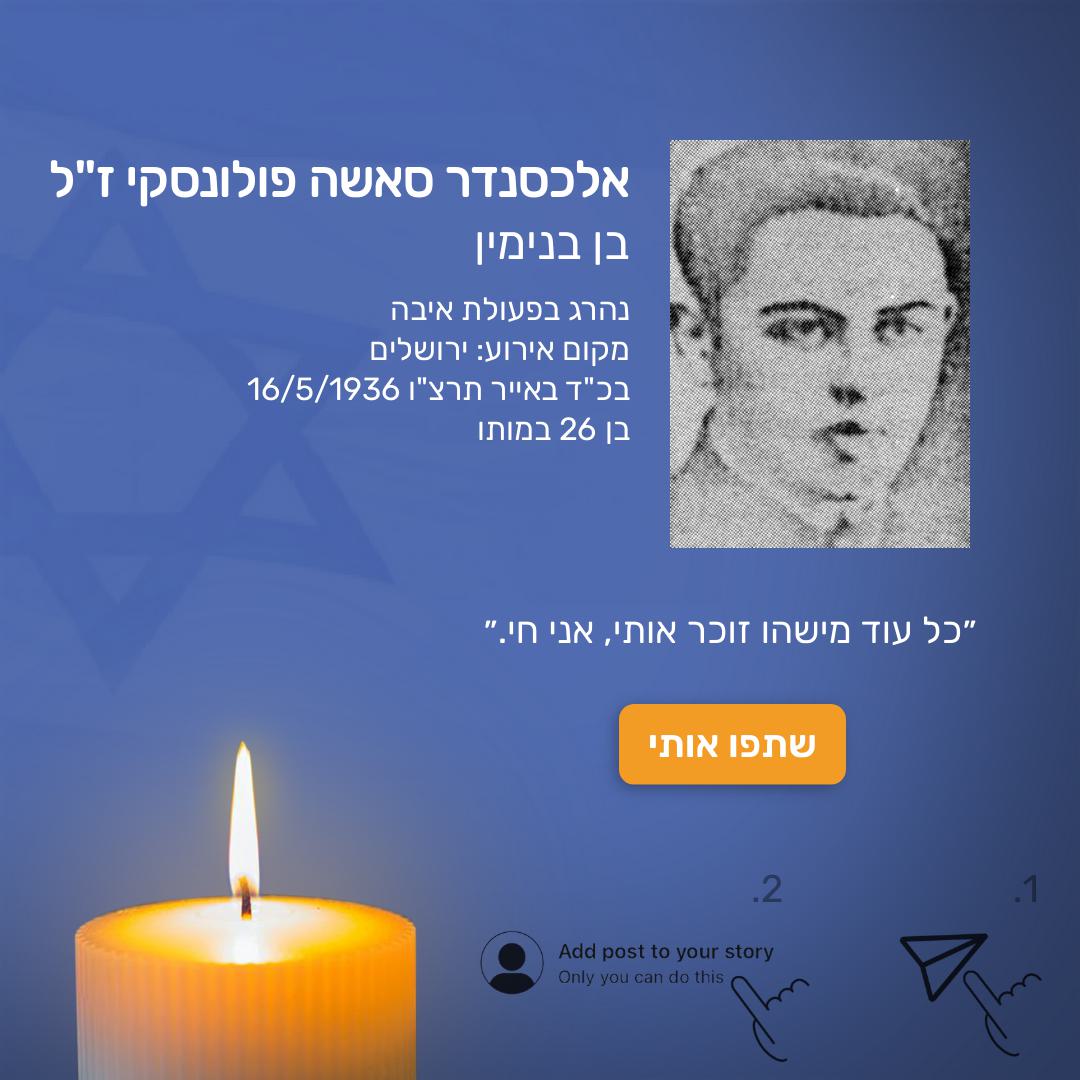 אלכסנדר סאשה פולונסקי ז"ל
בן בנימין
נהרג בפעולת איבה
מקום אירוע: ירושלים
בכ"ד באייר תרצ"ו 16/5/1936
בן 26 במותו
״כל עוד מישהו זוכר אותי, אני חי.״
שתפו אותי
.1
.2
Add post to your story
Only you can do this